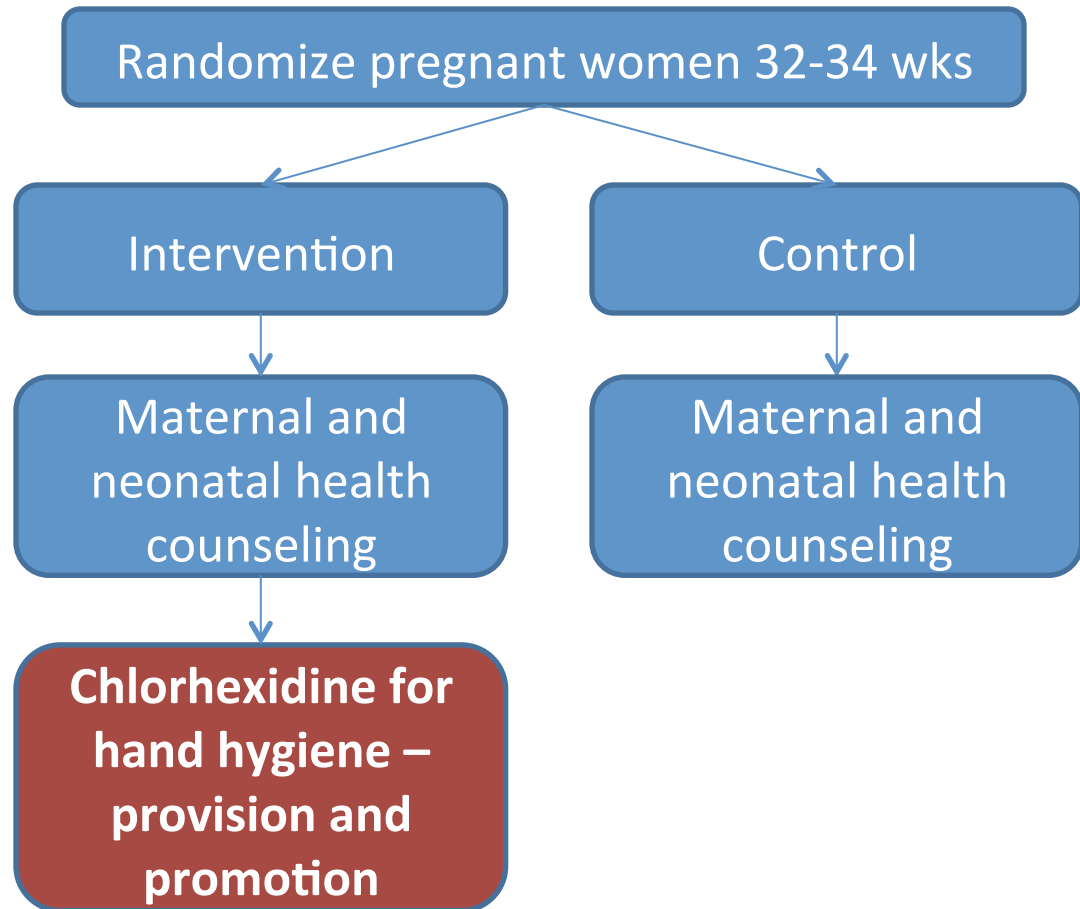 Randomize pregnant women 32-34 wks
Intervention
Control
Maternal and
neonatal health
counseling
Maternal and
neonatal health
counseling
Chlorhexidine for
hand hygiene –
provision and
promotion